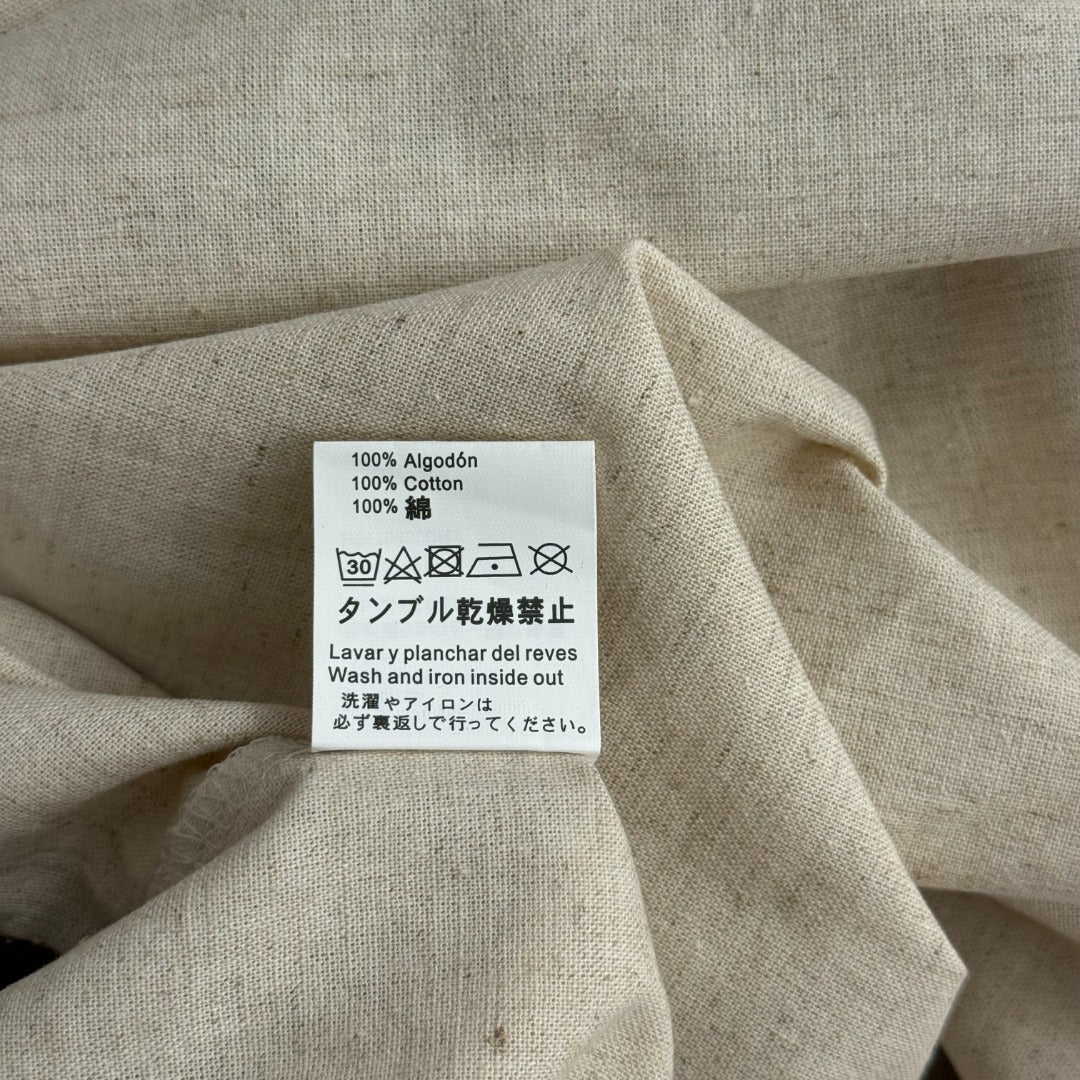 100% Algodón
100% Cotton
100% 綿
30
タンブル乾燥禁止
Lavar y planchar del reves
Wash and iron inside out
洗濯やアイロンは
必ず裏返しで行ってください。